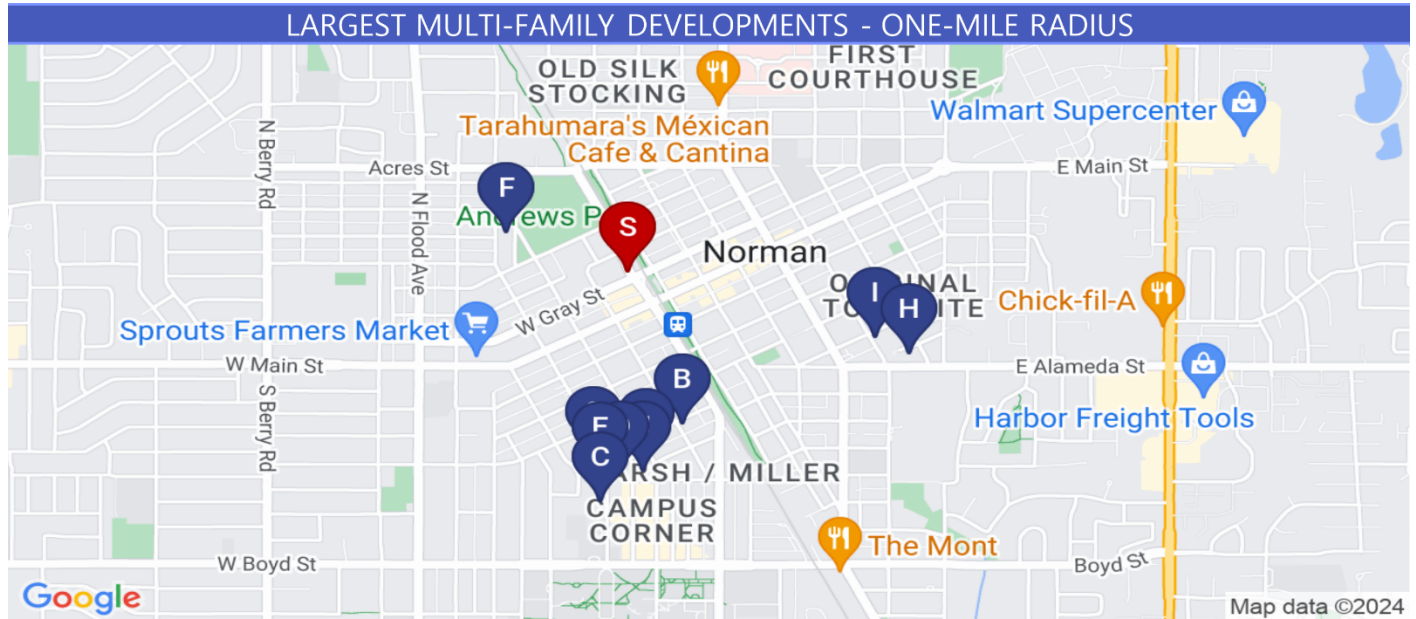 LARGEST MULTI-FAMILY DEVELOPMENTS - ONE-MILE RADIUS
OLD SILK
STOCKING
FIRST
COURTHOUSE
Walmart Supercenter
Tarahumara's Méxican
Cafe & Cantina
N Berry Rd
Acres St
E Main St
F
N Flood Ave
S
Norman
I
H
Chick-fil-A
W Gray St
Sprouts Farmers Market
W Main St
E Alameda St
B
S Berry Rd
Harbor Freight Tools
E
C
/ MILLER
CAMPUS
CORNER
The Mont
W Boyd St
Boyd St
Google
Map data ©2024